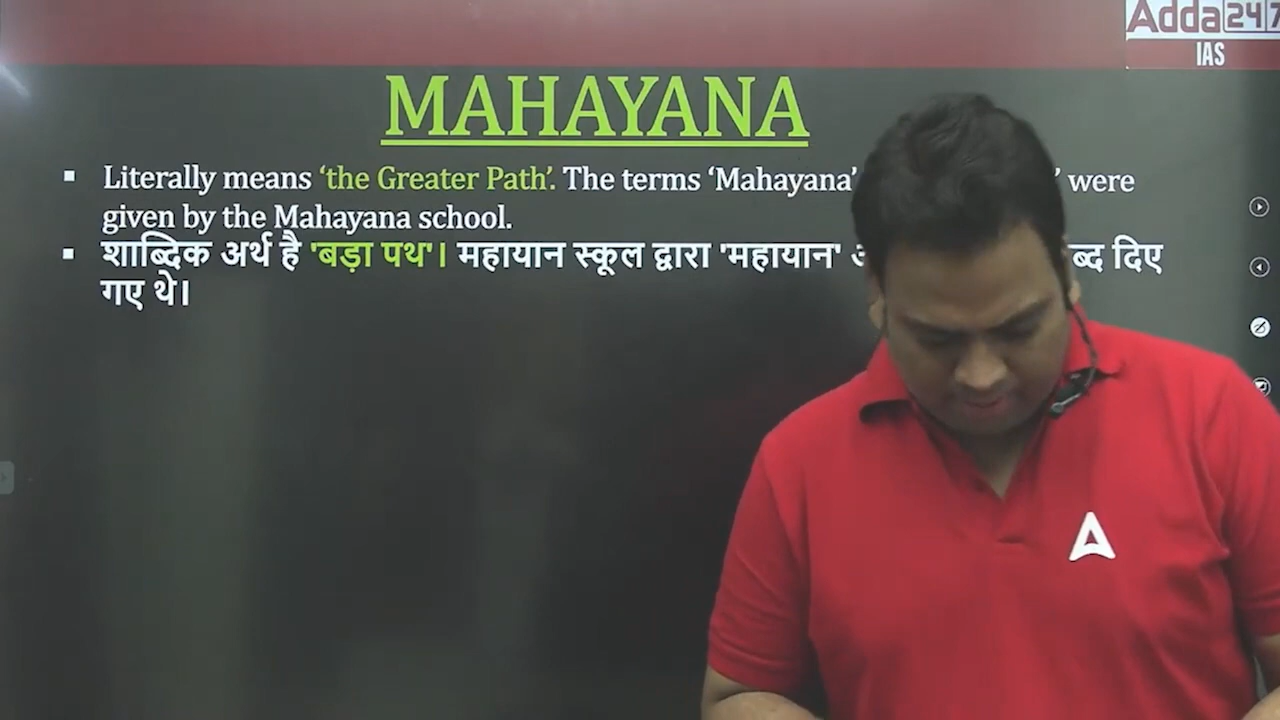 Adda247
IAS
MAHAYANA
Literally means ‘the Greater Path’. The terms ‘Mahayana’ ’ were
given by the Mahayana school.
शाब्दिक अर्थ है 'बड़ा पथ'। महायान स्कूल द्वारा 'महायान' दिए
गए थे।